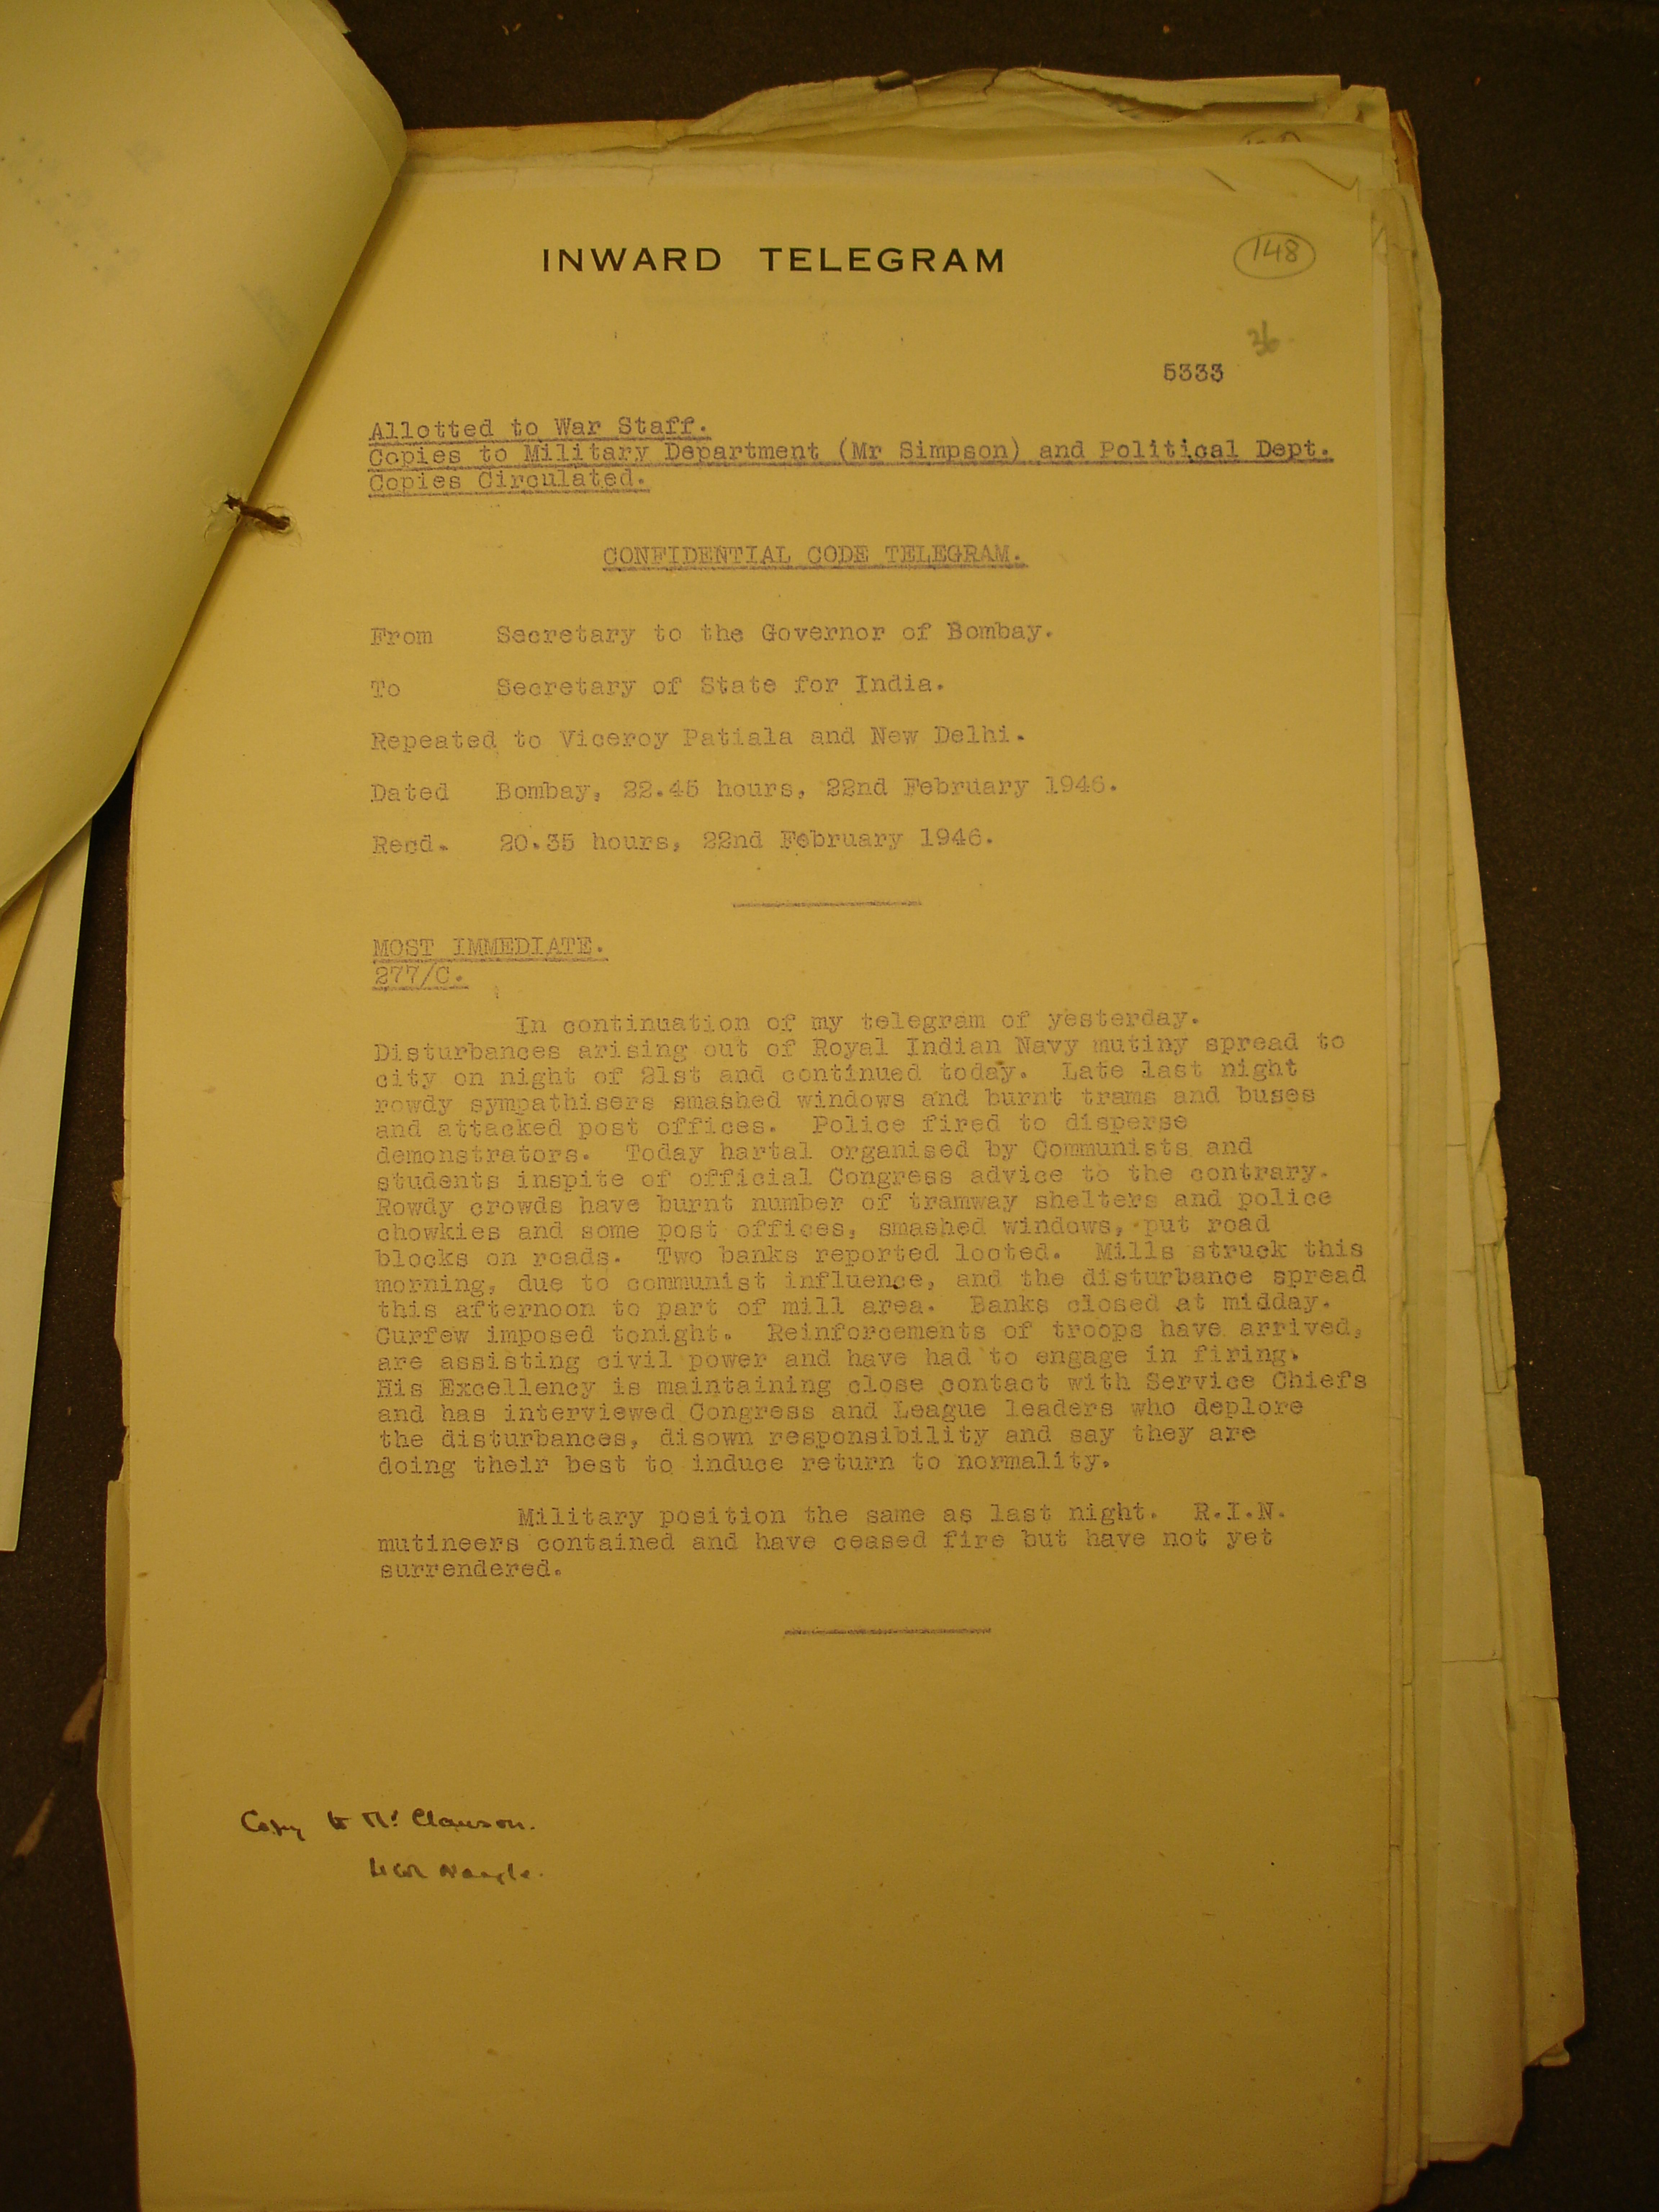 INWARD TELEGRAM
148
36
5333
Allotted to War Staff.
Copies to Military Department (Mr Simpson) and Political Dept.
Copies Circulated.
CONFIDENTIAL CODE TELEGRAM.
From Secretary to the Governor of Bombay.
To Secretary of State for India.
Repeated to Viceroy Patiala and New Delhi.
Dated Bombay, 22.45 hours, 22nd February 1946.
Recd. 20.35 hours, 22nd February 1946.
MOST IMMEDIATE.
277/C.
In continuation of my telegram of yesterday.
Disturbances arising out of Royal Indian Navy mutiny spread to
city on night of 21st and continued today. Late last night
rowdy sympathisers smashed windows and burnt trams and buses
and attacked post offices. Police fired to disperse
demonstrators. Today hartal organised by Communists and
students inspite of official Congress advice to the contrary.
Rowdy crowds have burnt number of tramway shelters and police
chowkies and some post offices, smashed windows, put road
blocks on roads. Two banks reported looted. Mills struck this
morning, due to communist influence, and the disturbance spread
this afternoon to part of mill area. Banks closed at midday.
Curfew imposed tonight. Reinforcements of troops have arrived,
are assisting civil power and have had to engage in firing.
His Excellency is maintaining close contact with Service Chiefs
and has interviewed Congress and League leaders who deplore
the disturbances, disown responsibility and say they are
doing their best to induce return to normality.
Military position the same as last night. R.I.N.
mutineers contained and have ceased fire but have not yet
surrendered.
Copy to Mr Clauson.